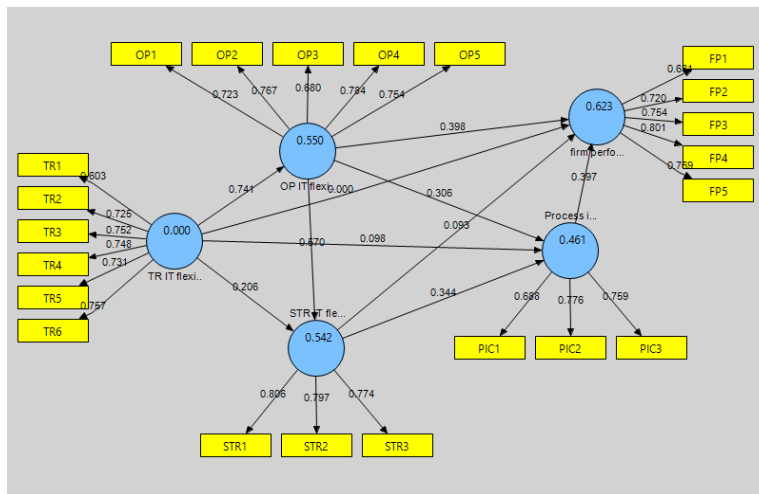 OP1 OP2 OP3 OP4 OP5
FP1
0.723 0.767 0.680 0.784 0.754
FP2
0.720
0.754
FP3
0.801
FP4
0.769
FP5
0.623
firm perfo...
0.550
OP IT flexi..
0.398
0.000
0.306
0.397
0.093
TR1
0.603
TR2
0.725
TR3
0.752
0.748
TR4
0.731
TR5
0.757
TR6
0.000
TR IT flexi..
0.741
0.570
0.098
0.206
Process i...
0.461
0.344
0.688 0.776 0.759
PIC1 PIC2 PIC3
STR IT fle...
0.542
0.806 0.797 0.774
STR1 STR2 STR3